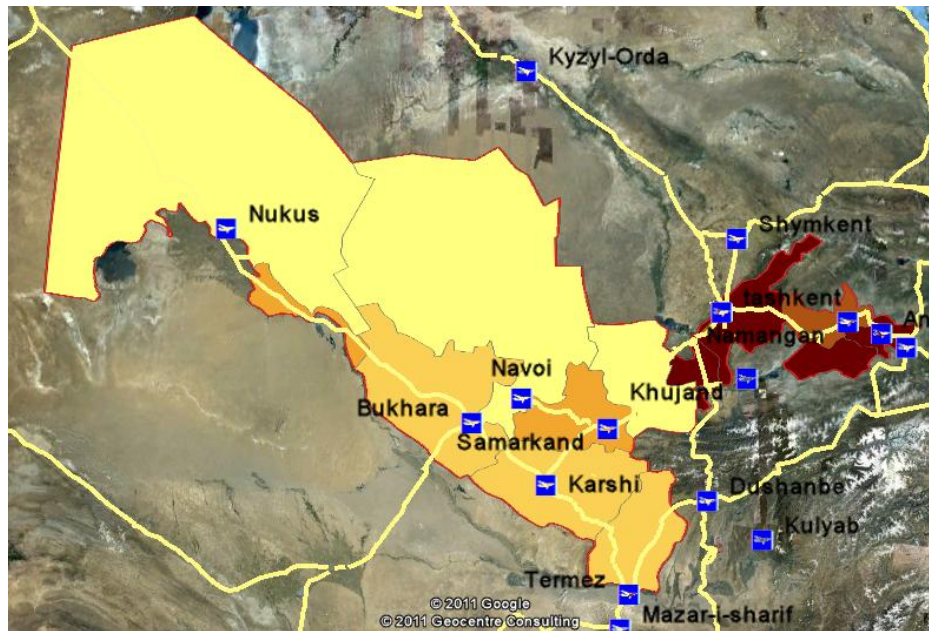 Kyzyl-Orda
Nukus
Shymkent
tashkent
An
Namangan
Navoi
Khujand
Bukhara
Samarkand
Karshi
Dushanbe
Kulyab
Termez
© 2011 Google
Mazar-i-sharif
© 2011 Geocentre Consulting